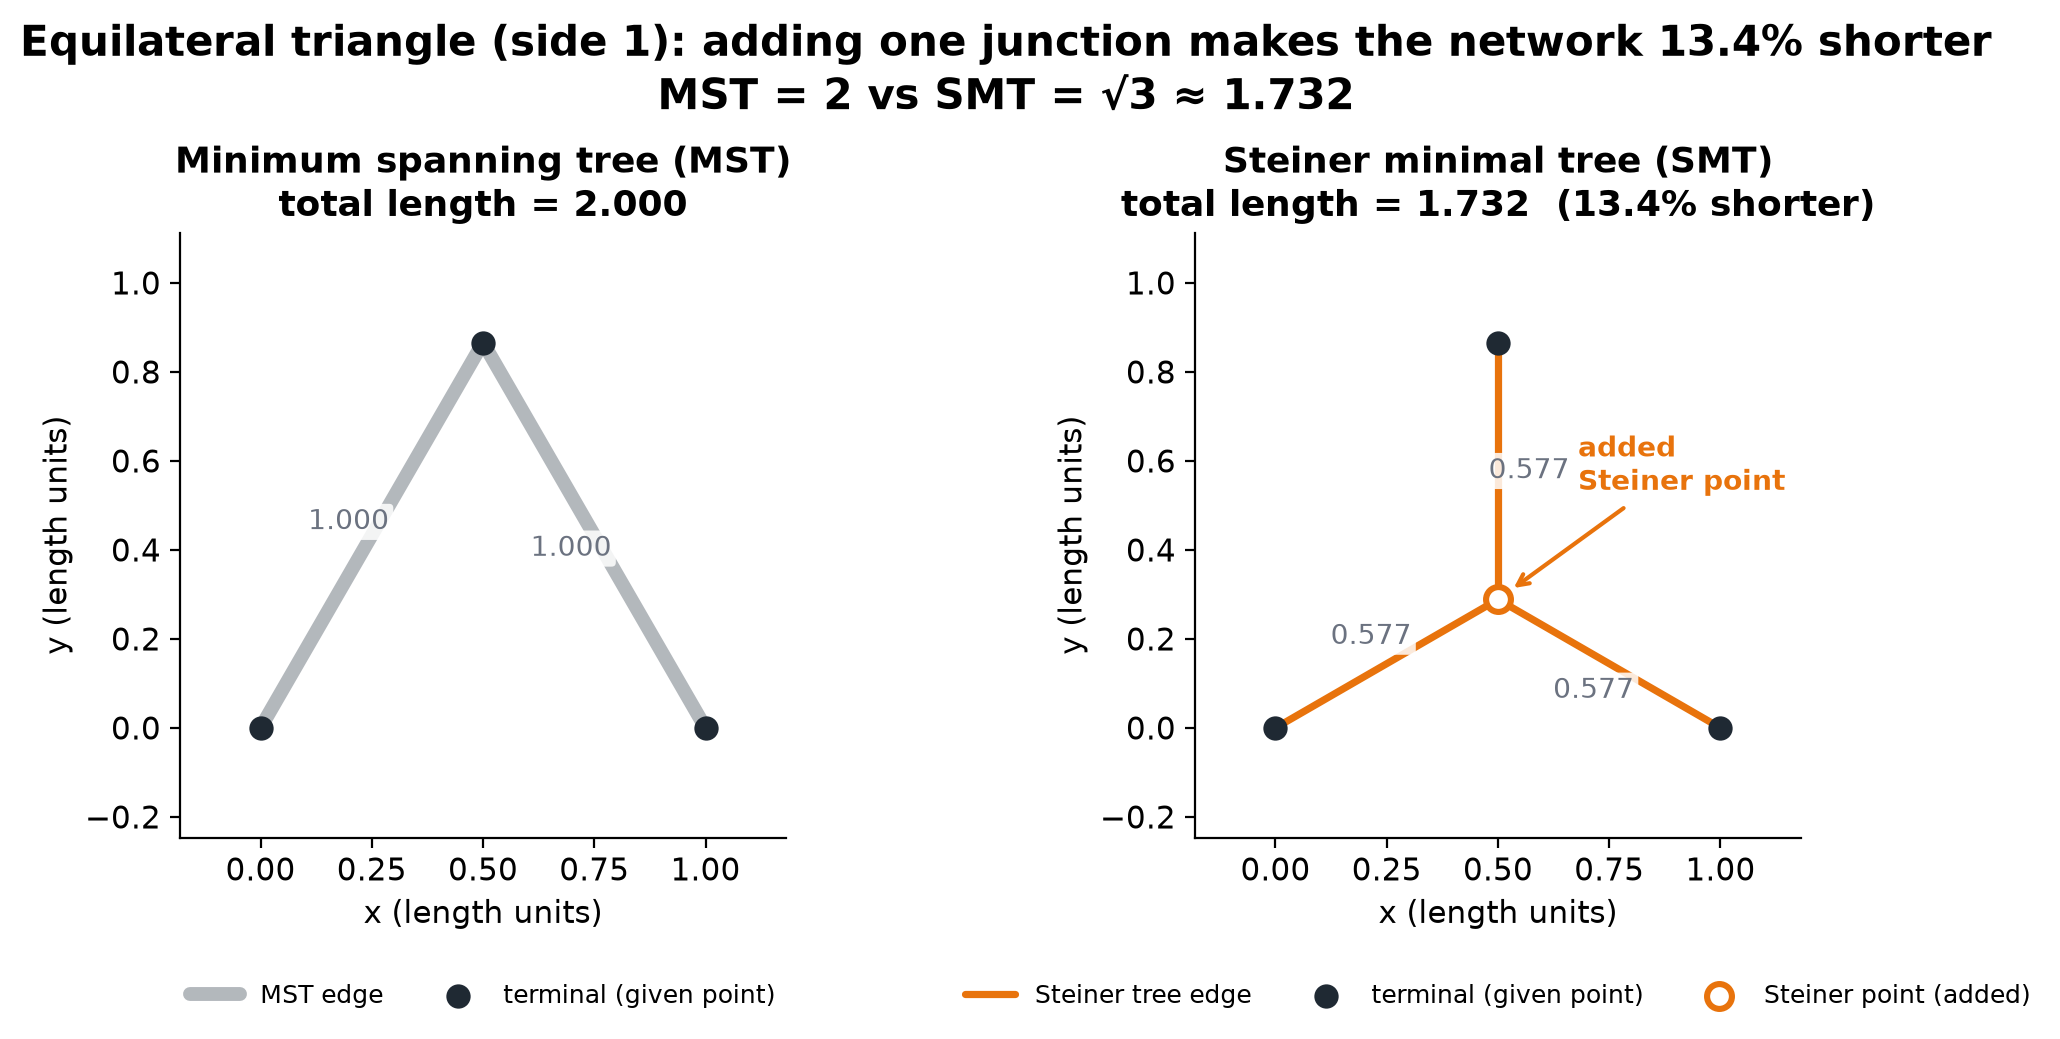 Equilateral triangle (side 1): adding one junction makes the network 13.4% shorter
MST = 2 vs SMT = √3 ≈ 1.732
Minimum spanning tree (MST)
total length = 2.000
1.0
0.8
0.6
0.4
0.2
0.0
−0.2
y (length units)
1.000
1.000
0.00 0.25 0.50 0.75 1.00
x (length units)
MST edge
terminal (given point)
Steiner minimal tree (SMT)
total length = 1.732 (13.4% shorter)
1.0
0.8
0.6
0.4
0.2
0.0
−0.2
y (length units)
added
Steiner point
0.577
0.577
0.577
0.00 0.25 0.50 0.75 1.00
x (length units)
Steiner tree edge
terminal (given point)
Steiner point (added)